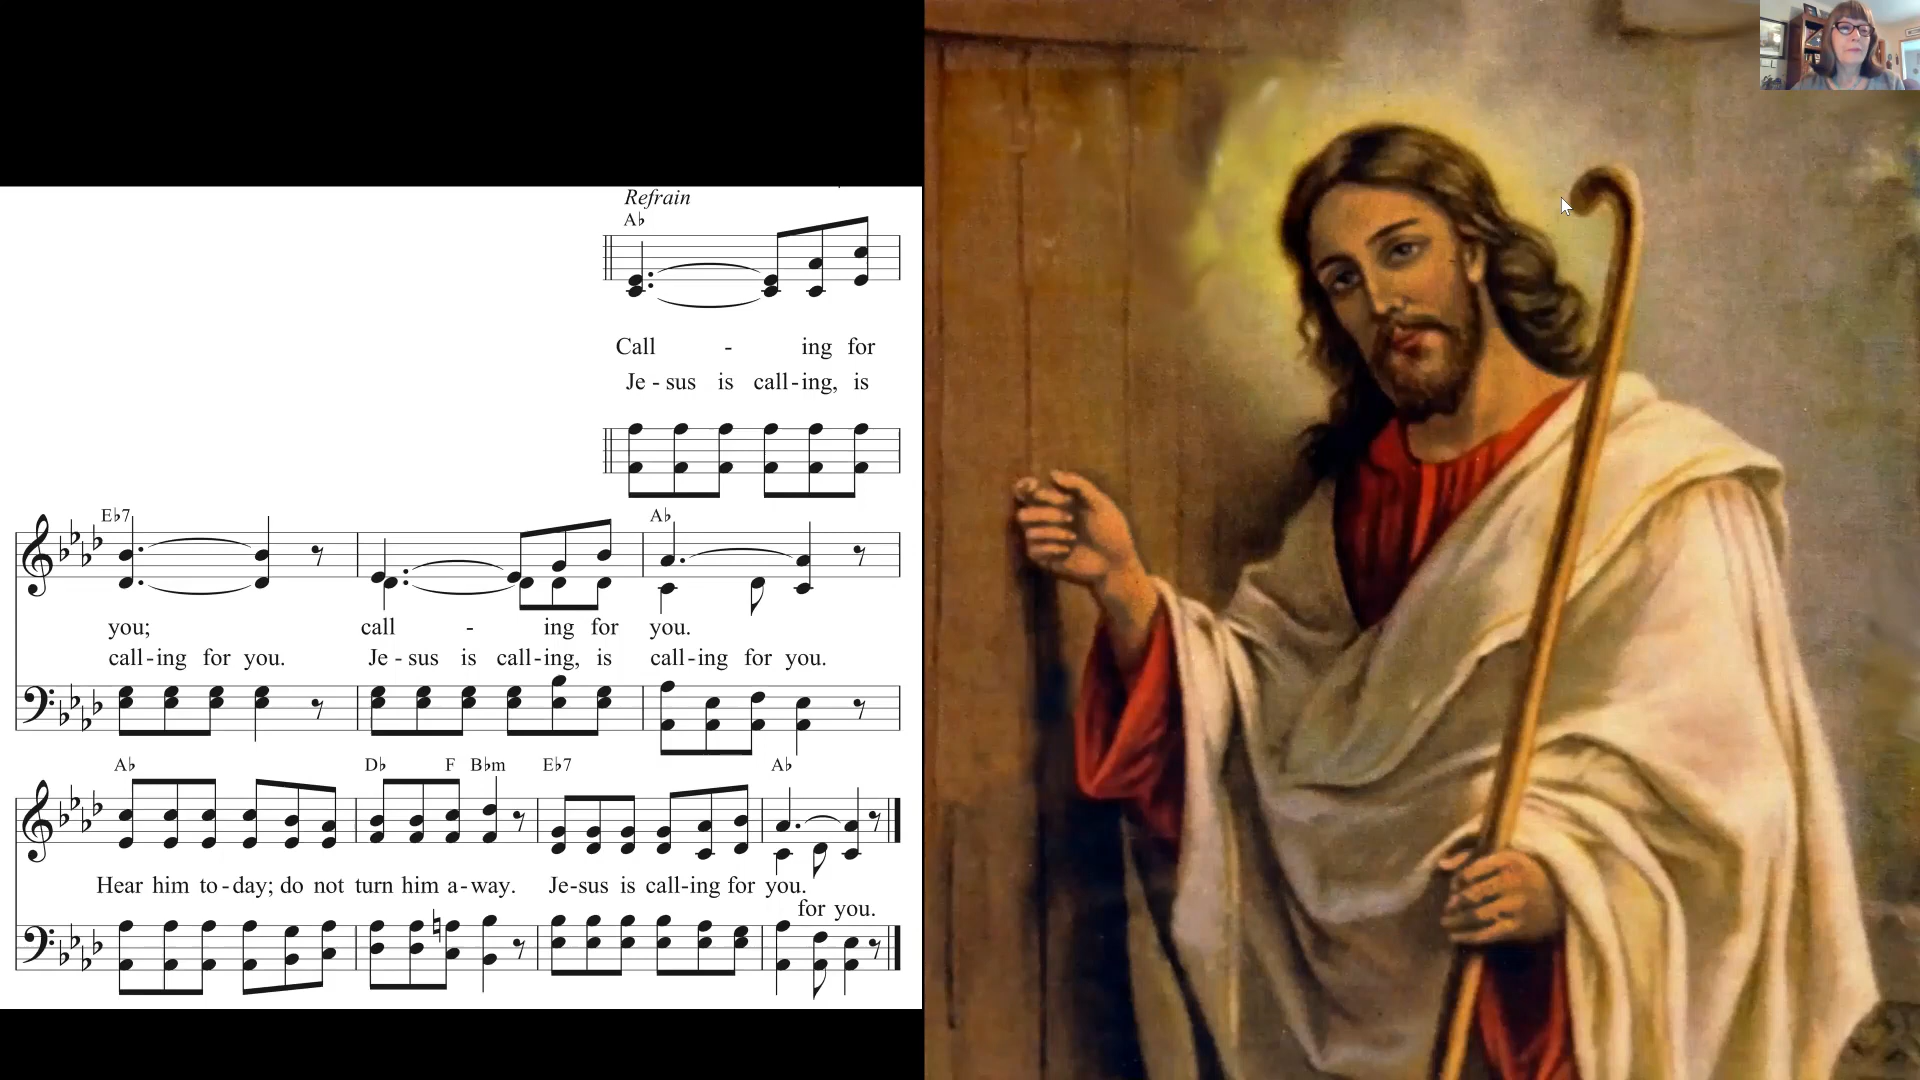 Refrain
A♭
Call - ing for
Je - sus is call - ing, is
E♭7 A♭
you; call - ing for you.
call - ing for you. Je - sus is call - ing, is call - ing for you.
A♭ D♭ F B♭m E♭7 A♭
Hear him to - day; do not turn him a - way. Je - sus is call - ing for you.
for you.